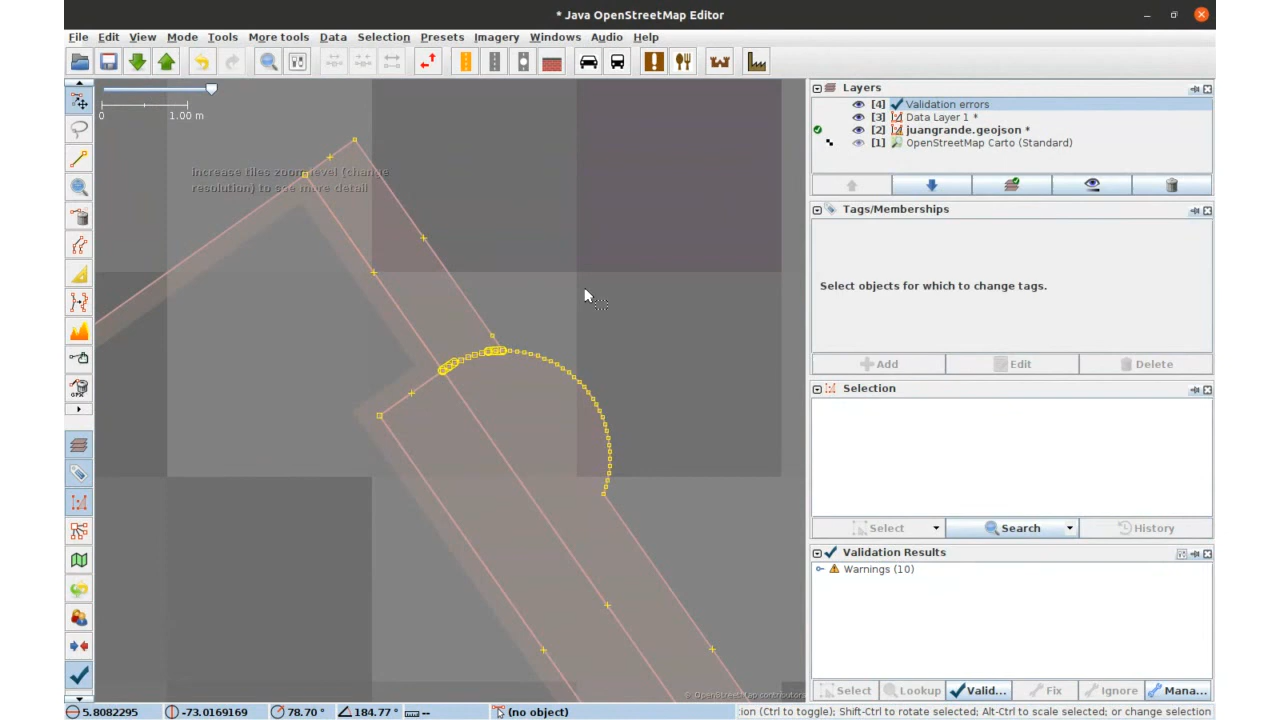 * Java OpenStreetMap Editor
File Edit View Mode Tools More tools Data Selection Presets Imagery Windows Audio Help
0 1.00 m
increase tiles zoom level (change
resolution) to see more detail
© OpenStreetMap contributors
Layers
[4] Validation errors
[3] Data Layer 1 *
[2] juangrande.geojson *
[1] OpenStreetMap Carto (Standard)
Tags/Memberships
Select objects for which to change tags.
Add Edit Delete
Selection
Select Search History
Validation Results
Warnings (10)
Select Lookup Valid... Fix Ignore Mana...
5.8082295 -73.0169169 78.70 ° 184.77 ° -- (no object) :ion (Ctrl to toggle); Shift-Ctrl to rotate selected; Alt-Ctrl to scale selected; or change selection